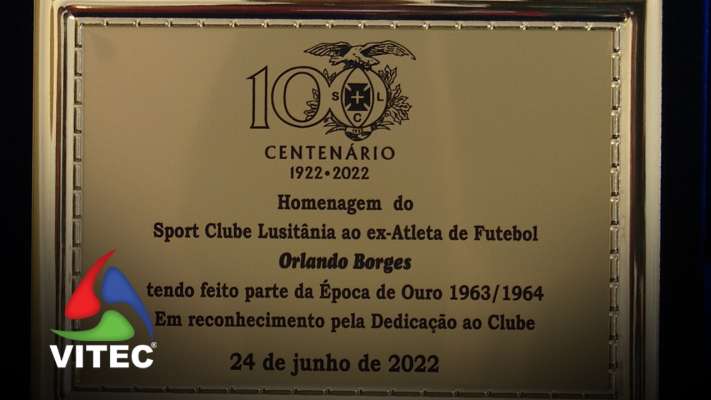 100
S L
C
CENTENÁRIO
1922•2022
Homenagem do
Sport Clube Lusitânia ao ex-Atleta de Futebol
Orlando Borges
tendo feito parte da Época de Ouro 1963/1964
Em reconhecimento pela Dedicação ao Clube
24 de junho de 2022
VITEC®